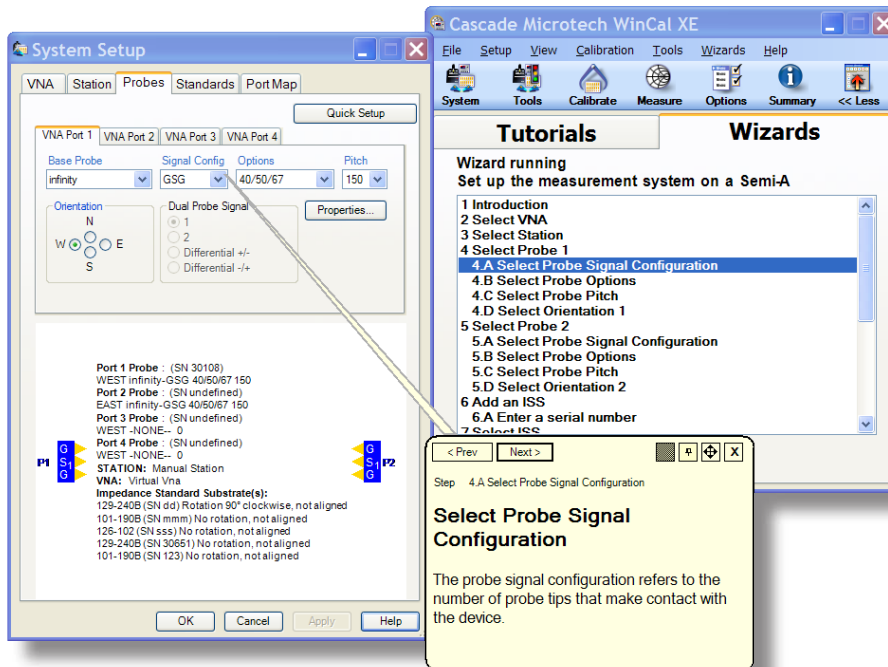 System Setup
VNA Station Probes Standards Port Map
Quick Setup
VNA Port 1 VNA Port 2 VNA Port 3 VNA Port 4
Base Probe Signal Config Options Pitch
infinity GSG 40/50/67 150
Orientation
N
W E
S
Dual Probe Signal
1
2
Differential +/-
Differential -/+
Properties...
Port 1 Probe : (SN 30108)
WEST infinity-GSG 40/50/67 150
Port 2 Probe : (SN undefined)
EAST infinity-GSG 40/50/67 150
Port 3 Probe : (SN undefined)
WEST -NONE-- 0
Port 4 Probe : (SN undefined)
WEST -NONE-- 0
STATION: Manual Station
VNA: Virtual Vna
Impedance Standard Substrate(s):
129-240B (SN dd) Rotation 90° clockwise, not aligned
101-190B (SN mmm) No rotation, not aligned
126-102 (SN sss) No rotation, not aligned
129-240B (SN 30651) No rotation, not aligned
101-190B (SN 123) No rotation, not aligned
P1
G
S1
G
G
S1
G
P2
OK Cancel Apply Help
Cascade Microtech WinCal XE
File Setup View Calibration Tools Wizards Help
System Tools Calibrate Measure Options Summary << Less
Tutorials Wizards
Wizard running
Set up the measurement system on a Semi-A
1 Introduction
2 Select VNA
3 Select Station
4 Select Probe 1
4.A Select Probe Signal Configuration
4.B Select Probe Options
4.C Select Probe Pitch
4.D Select Orientation 1
5 Select Probe 2
5.A Select Probe Signal Configuration
5.B Select Probe Options
5.C Select Probe Pitch
5.D Select Orientation 2
6 Add an ISS
6.A Enter a serial number
7 Select ISS
< Prev Next > X
Step 4.A Select Probe Signal Configuration
Select Probe Signal
Configuration
The probe signal configuration refers to the
number of probe tips that make contact with
the device.